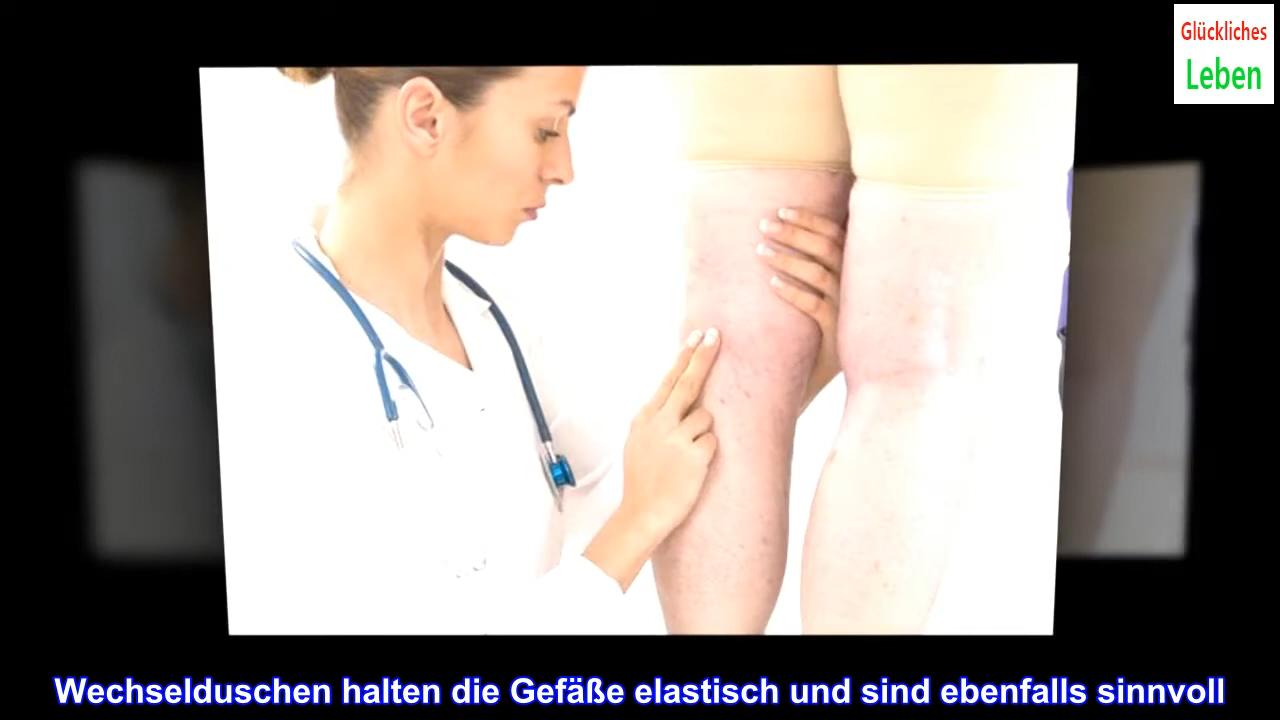 Glückliches
Leben
Wechselduschen halten die Gefäße elastisch und sind ebenfalls sinnvoll